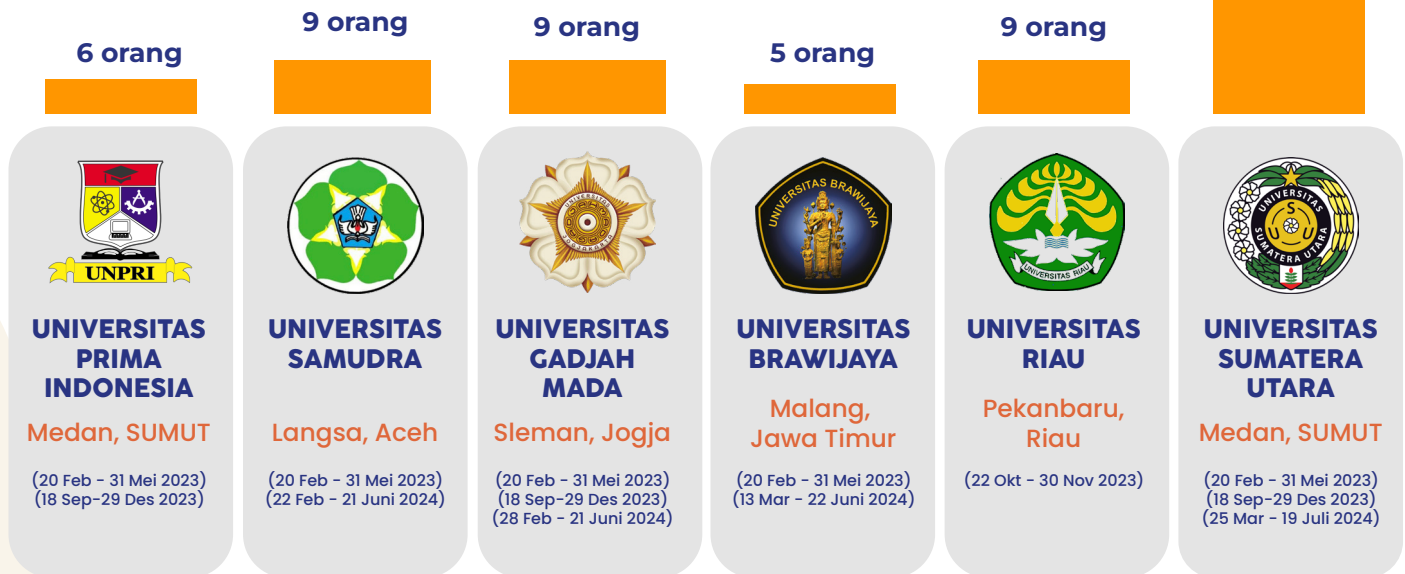 6 orang
9 orang
9 orang
5 orang
9 orang
UNPRI
UNIVERSITAS
PRIMA
INDONESIA
Medan, SUMUT
(20 Feb - 31 Mei 2023)
(18 Sep-29 Des 2023)
UNIVERSITAS
SAMUDRA
Langsa, Aceh
(20 Feb - 31 Mei 2023)
(22 Feb - 21 Juni 2024)
UNIVERSITAS
GADJAH
MADA
Sleman, Jogja
(20 Feb - 31 Mei 2023)
(18 Sep-29 Des 2023)
(28 Feb - 21 Juni 2024)
UNIVERSITAS BRAWIJAYA
UNIVERSITAS
BRAWIJAYA
Malang,
Jawa Timur
(20 Feb - 31 Mei 2023)
(13 Mar - 22 Juni 2024)
UNIVERSITAS RIAU
UNIVERSITAS
RIAU
Pekanbaru,
Riau
(22 Okt - 30 Nov 2023)
UNIVERSITAS
SUMATERA UTARA
USU
UNIVERSITAS
SUMATERA
UTARA
Medan, SUMUT
(20 Feb - 31 Mei 2023)
(18 Sep-29 Des 2023)
(25 Mar - 19 Juli 2024)